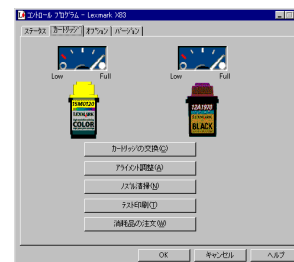 コントロール プログラム - Lexmark X83
ステータス カートリッジ オプション バージョン
Low Full Low Full
15M0120 12A1970
LEXMARK LEXMARK
COLOR BLACK
カートリッジの交換(C)
アライメント調整(A)
ノズル清掃(N)
テスト印刷(T)
消耗品の注文(W)
OK キャンセル ヘルプ